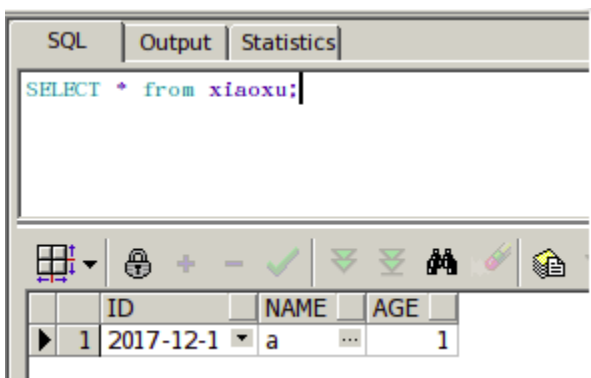 SQL Output Statistics
SELECT * from xiaoxu;
ID NAME AGE
1 2017-12-1 a ... 1